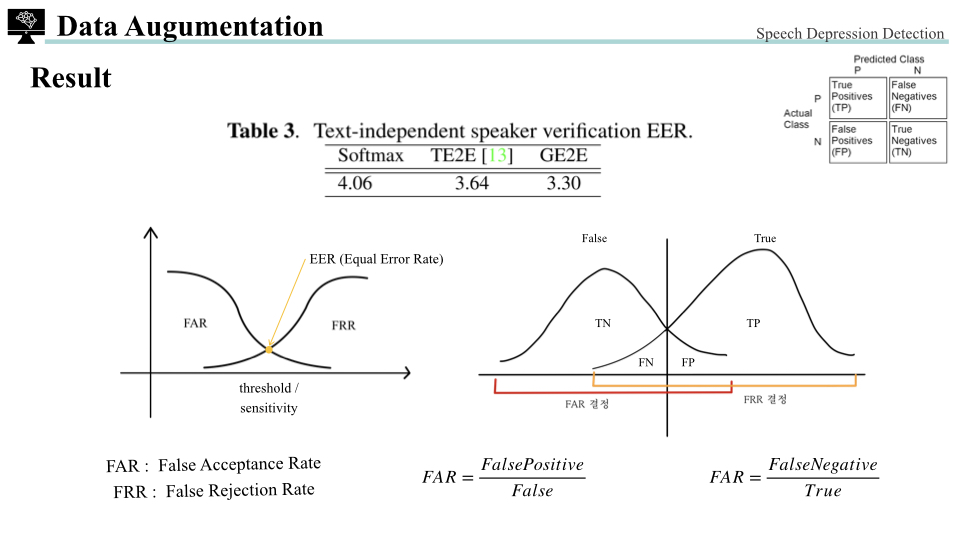 Data Augumentation
Speech Depression Detection
Result
Predicted Class
P N
Actual Class
P
True Positives (TP)
False Negatives (FN)
N
False Positives (FP)
True Negatives (TN)
Table 3. Text-independent speaker verification EER.
Softmax TE2E [13] GE2E
4.06 3.64 3.30
EER (Equal Error Rate)
FAR
FRR
threshold /
sensitivity
False
True
TN
TP
FN
FP
FAR 결정
FRR 결정
FAR : False Acceptance Rate
FRR : False Rejection Rate
FAR = FalsePositive / False
FAR = FalseNegative / True